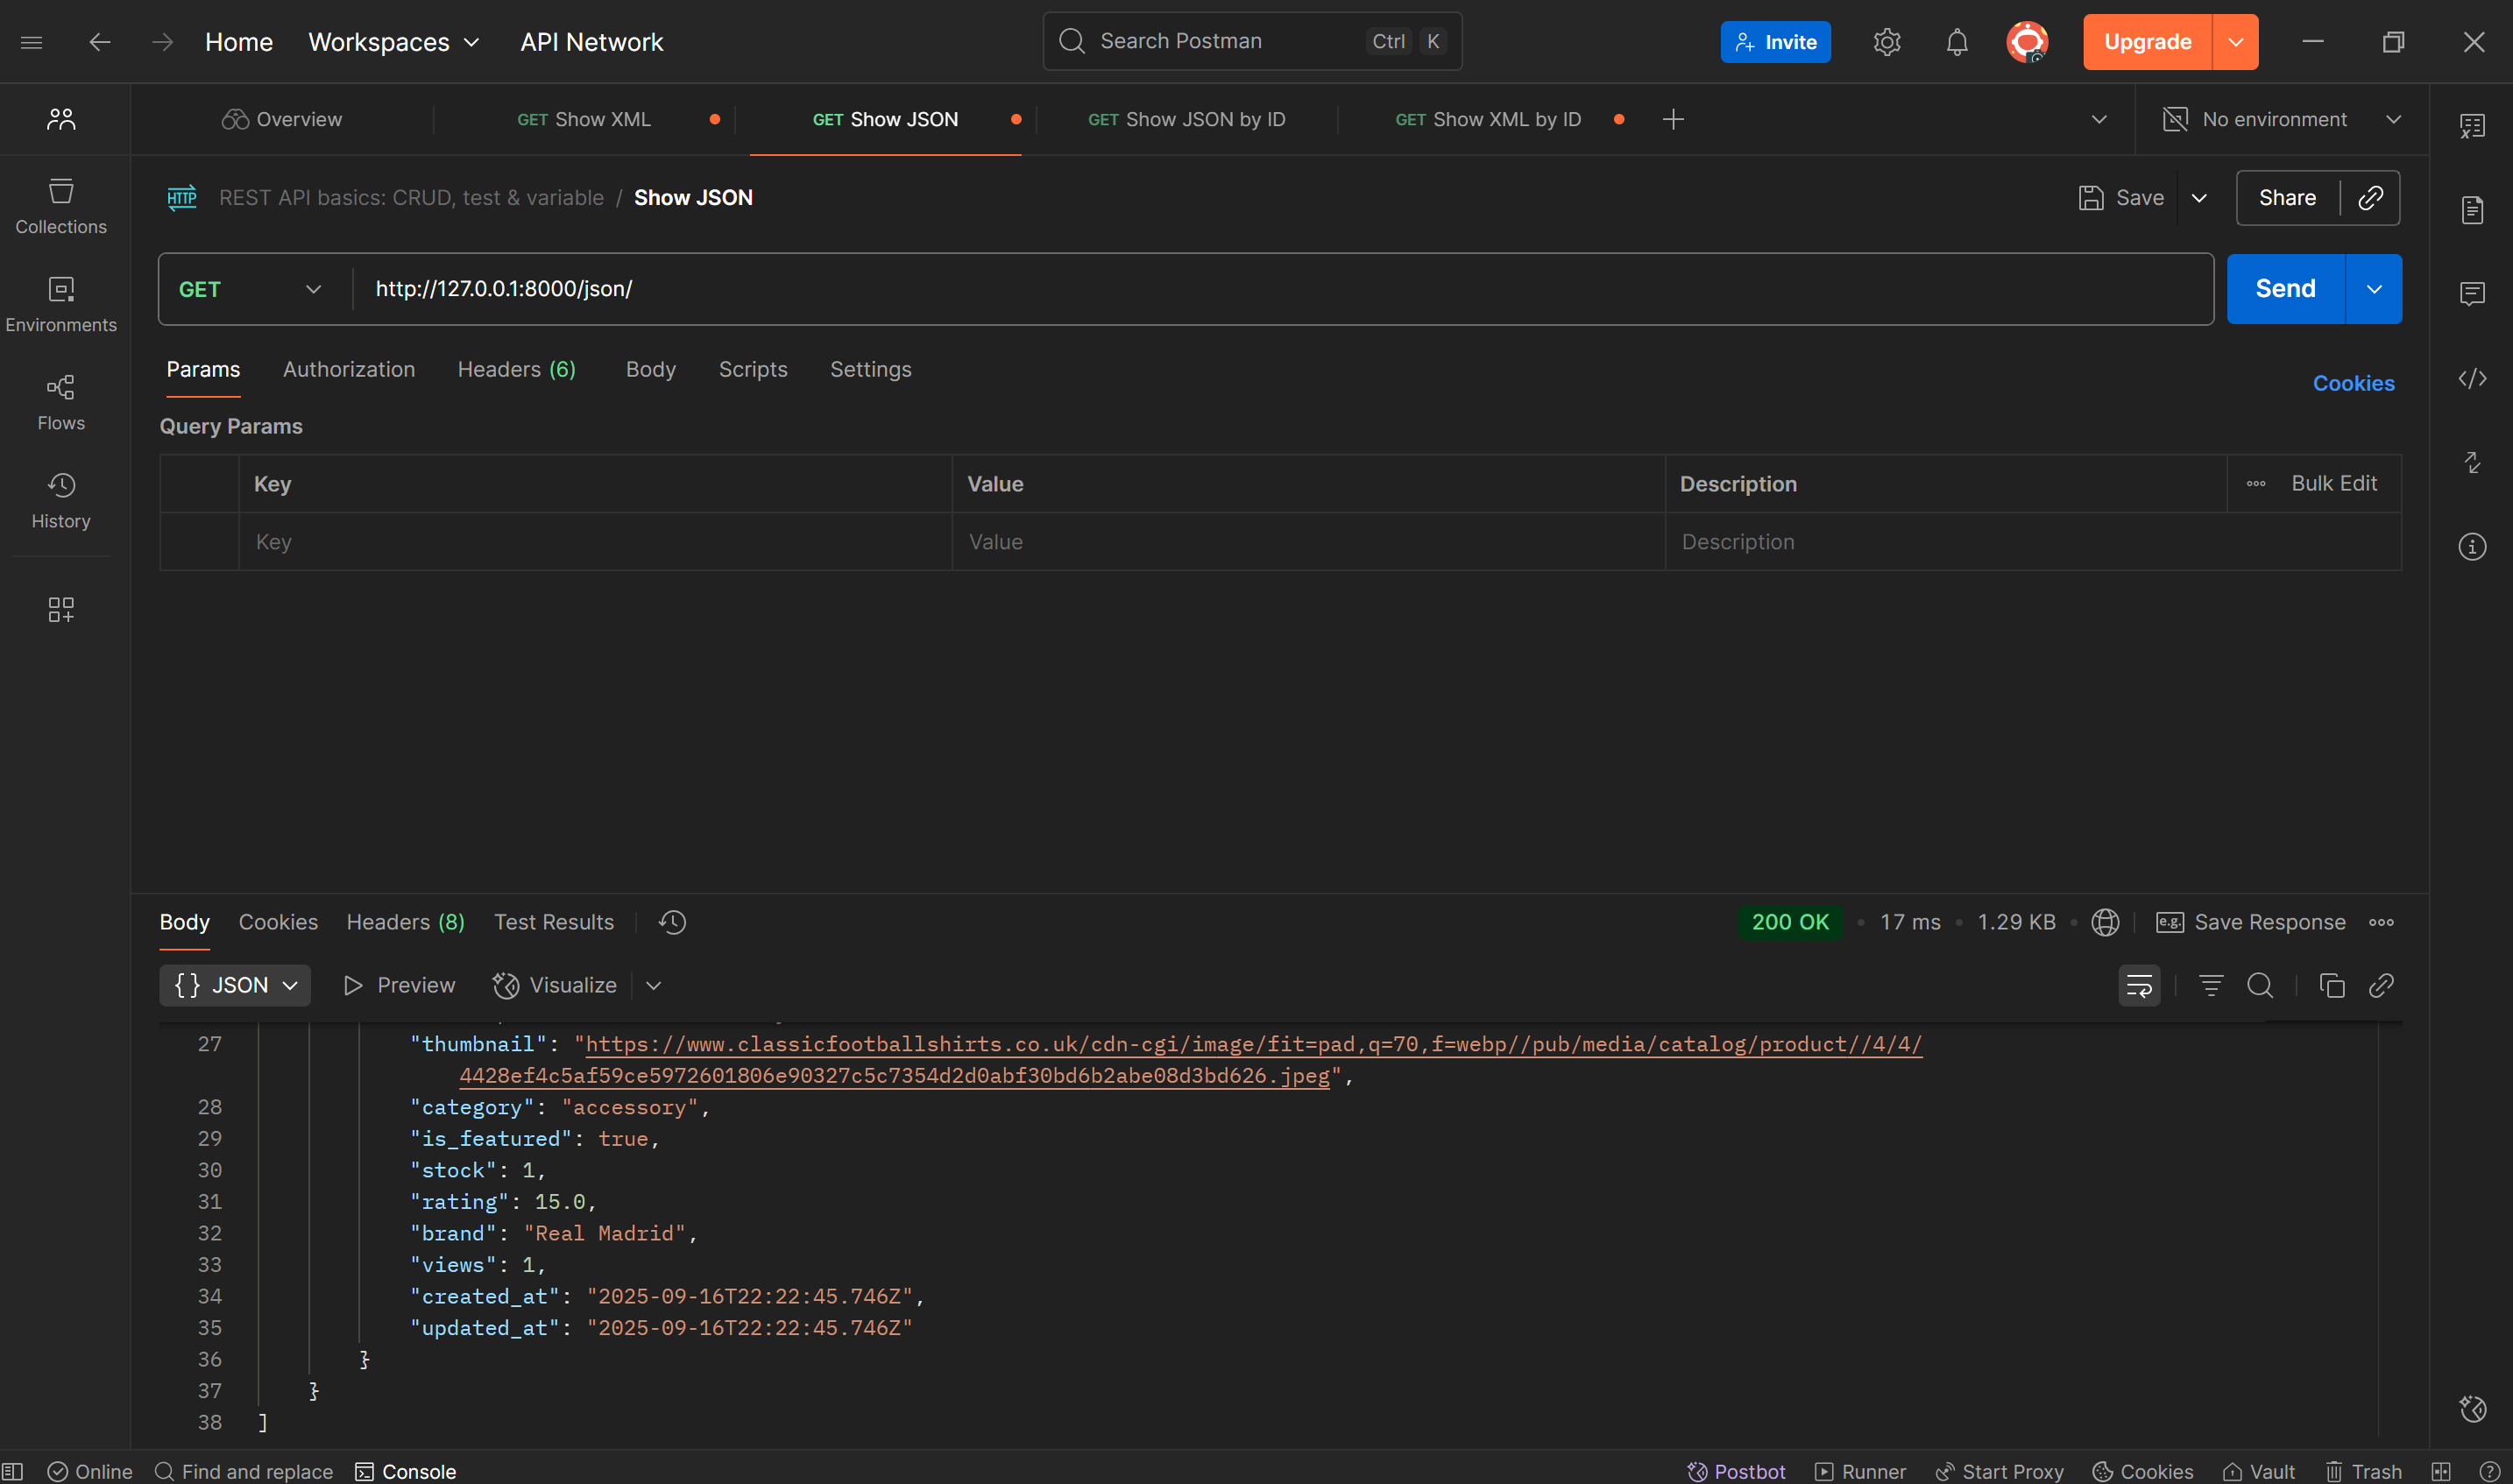 Home Workspaces API Network Search Postman Ctrl K Invite Upgrade
Overview GET Show XML GET Show JSON GET Show JSON by ID GET Show XML by ID No environment
HTTP REST API basics: CRUD, test & variable / Show JSON Save Share
Collections
Environments
Flows
History
GET http://127.0.0.1:8000/json/ Send
Params Authorization Headers (6) Body Scripts Settings Cookies
Query Params
Key Value Description Bulk Edit
Key Value Description
Body Cookies Headers (8) Test Results 200 OK 17 ms 1.29 KB e.g. Save Response
{} JSON Preview Visualize
27 "thumbnail": "https://www.classicfootballshirts.co.uk/cdn-cgi/image/fit=pad,q=70,f=webp//pub/media/catalog/product//4/4/
4428ef4c5af59ce5972601806e90327c5c7354d2d0abf30bd6b2abe08d3bd626.jpeg",
28 "category": "accessory",
29 "is_featured": true,
30 "stock": 1,
31 "rating": 15.0,
32 "brand": "Real Madrid",
33 "views": 1,
34 "created_at": "2025-09-16T22:22:45.746Z",
35 "updated_at": "2025-09-16T22:22:45.746Z"
36 }
37 }
38 ]
Online Find and replace Console Postbot Runner Start Proxy Cookies Vault Trash